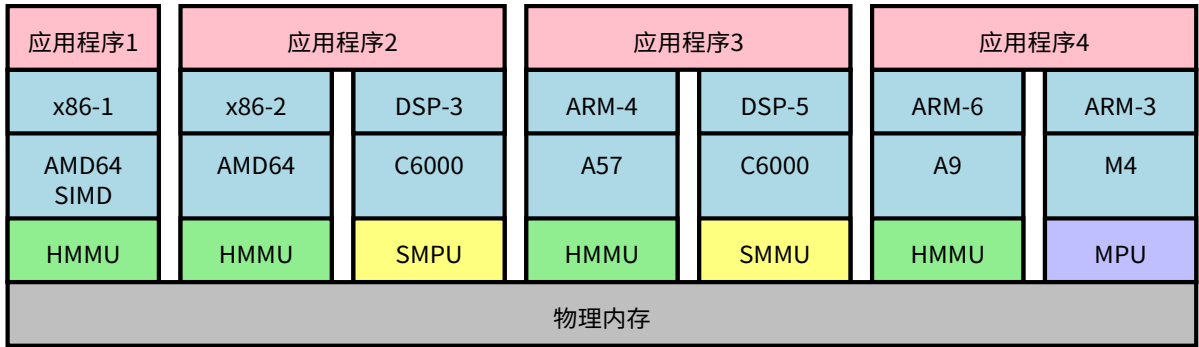 应用程序1
应用程序2
应用程序3
应用程序4
x86-1
x86-2
DSP-3
ARM-4
DSP-5
ARM-6
ARM-3
AMD64
SIMD
AMD64
C6000
A57
C6000
A9
M4
HMMU
HMMU
SMPU
HMMU
SMMU
HMMU
MPU
物理内存